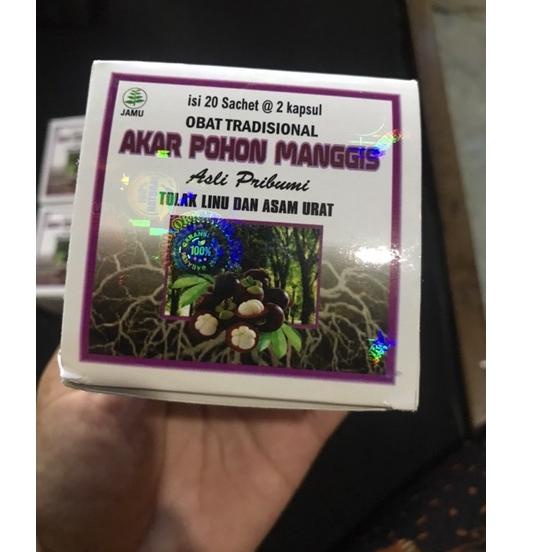 JAMU
isi 20 Sachet @ 2 kapsul
OBAT TRADISIONAL
AKAR POHON MANGGIS
Asli Pribumi
TOLAK LINU DAN ASAM URAT
GARANSI
100%